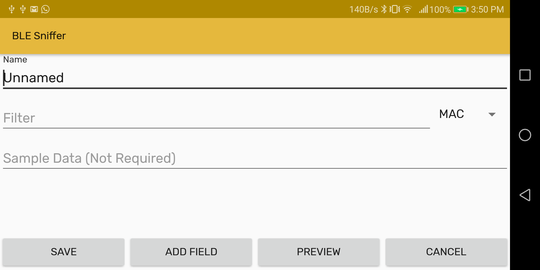 140B/s 100% 3:50 PM
BLE Sniffer
Name
Unnamed
Filter MAC
Sample Data (Not Required)
SAVE ADD FIELD PREVIEW CANCEL